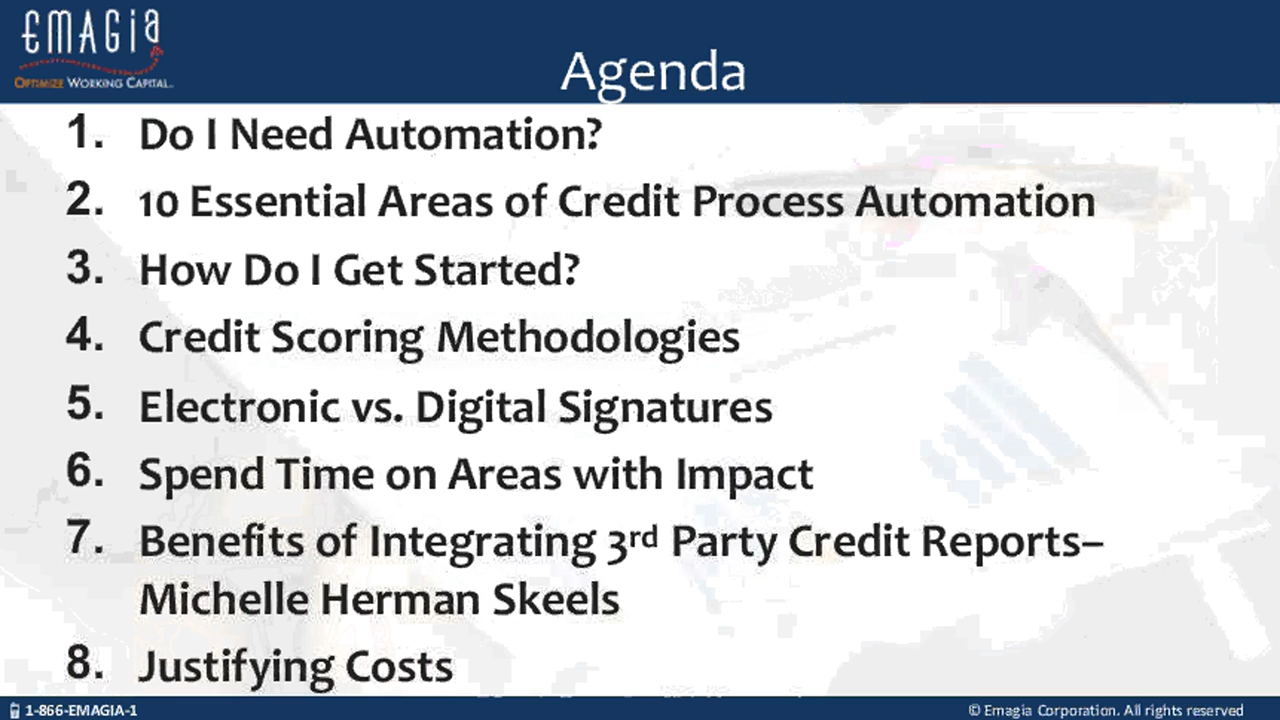 EMAGIA
OPTIMIZE WORKING CAPITAL™
Agenda
1. Do I Need Automation?
2. 10 Essential Areas of Credit Process Automation
3. How Do I Get Started?
4. Credit Scoring Methodologies
5. Electronic vs. Digital Signatures
6. Spend Time on Areas with Impact
7. Benefits of Integrating 3rd Party Credit Reports–
Michelle Herman Skeels
8. Justifying Costs
1-866-EMAGIA-1
© Emagia Corporation. All rights reserved